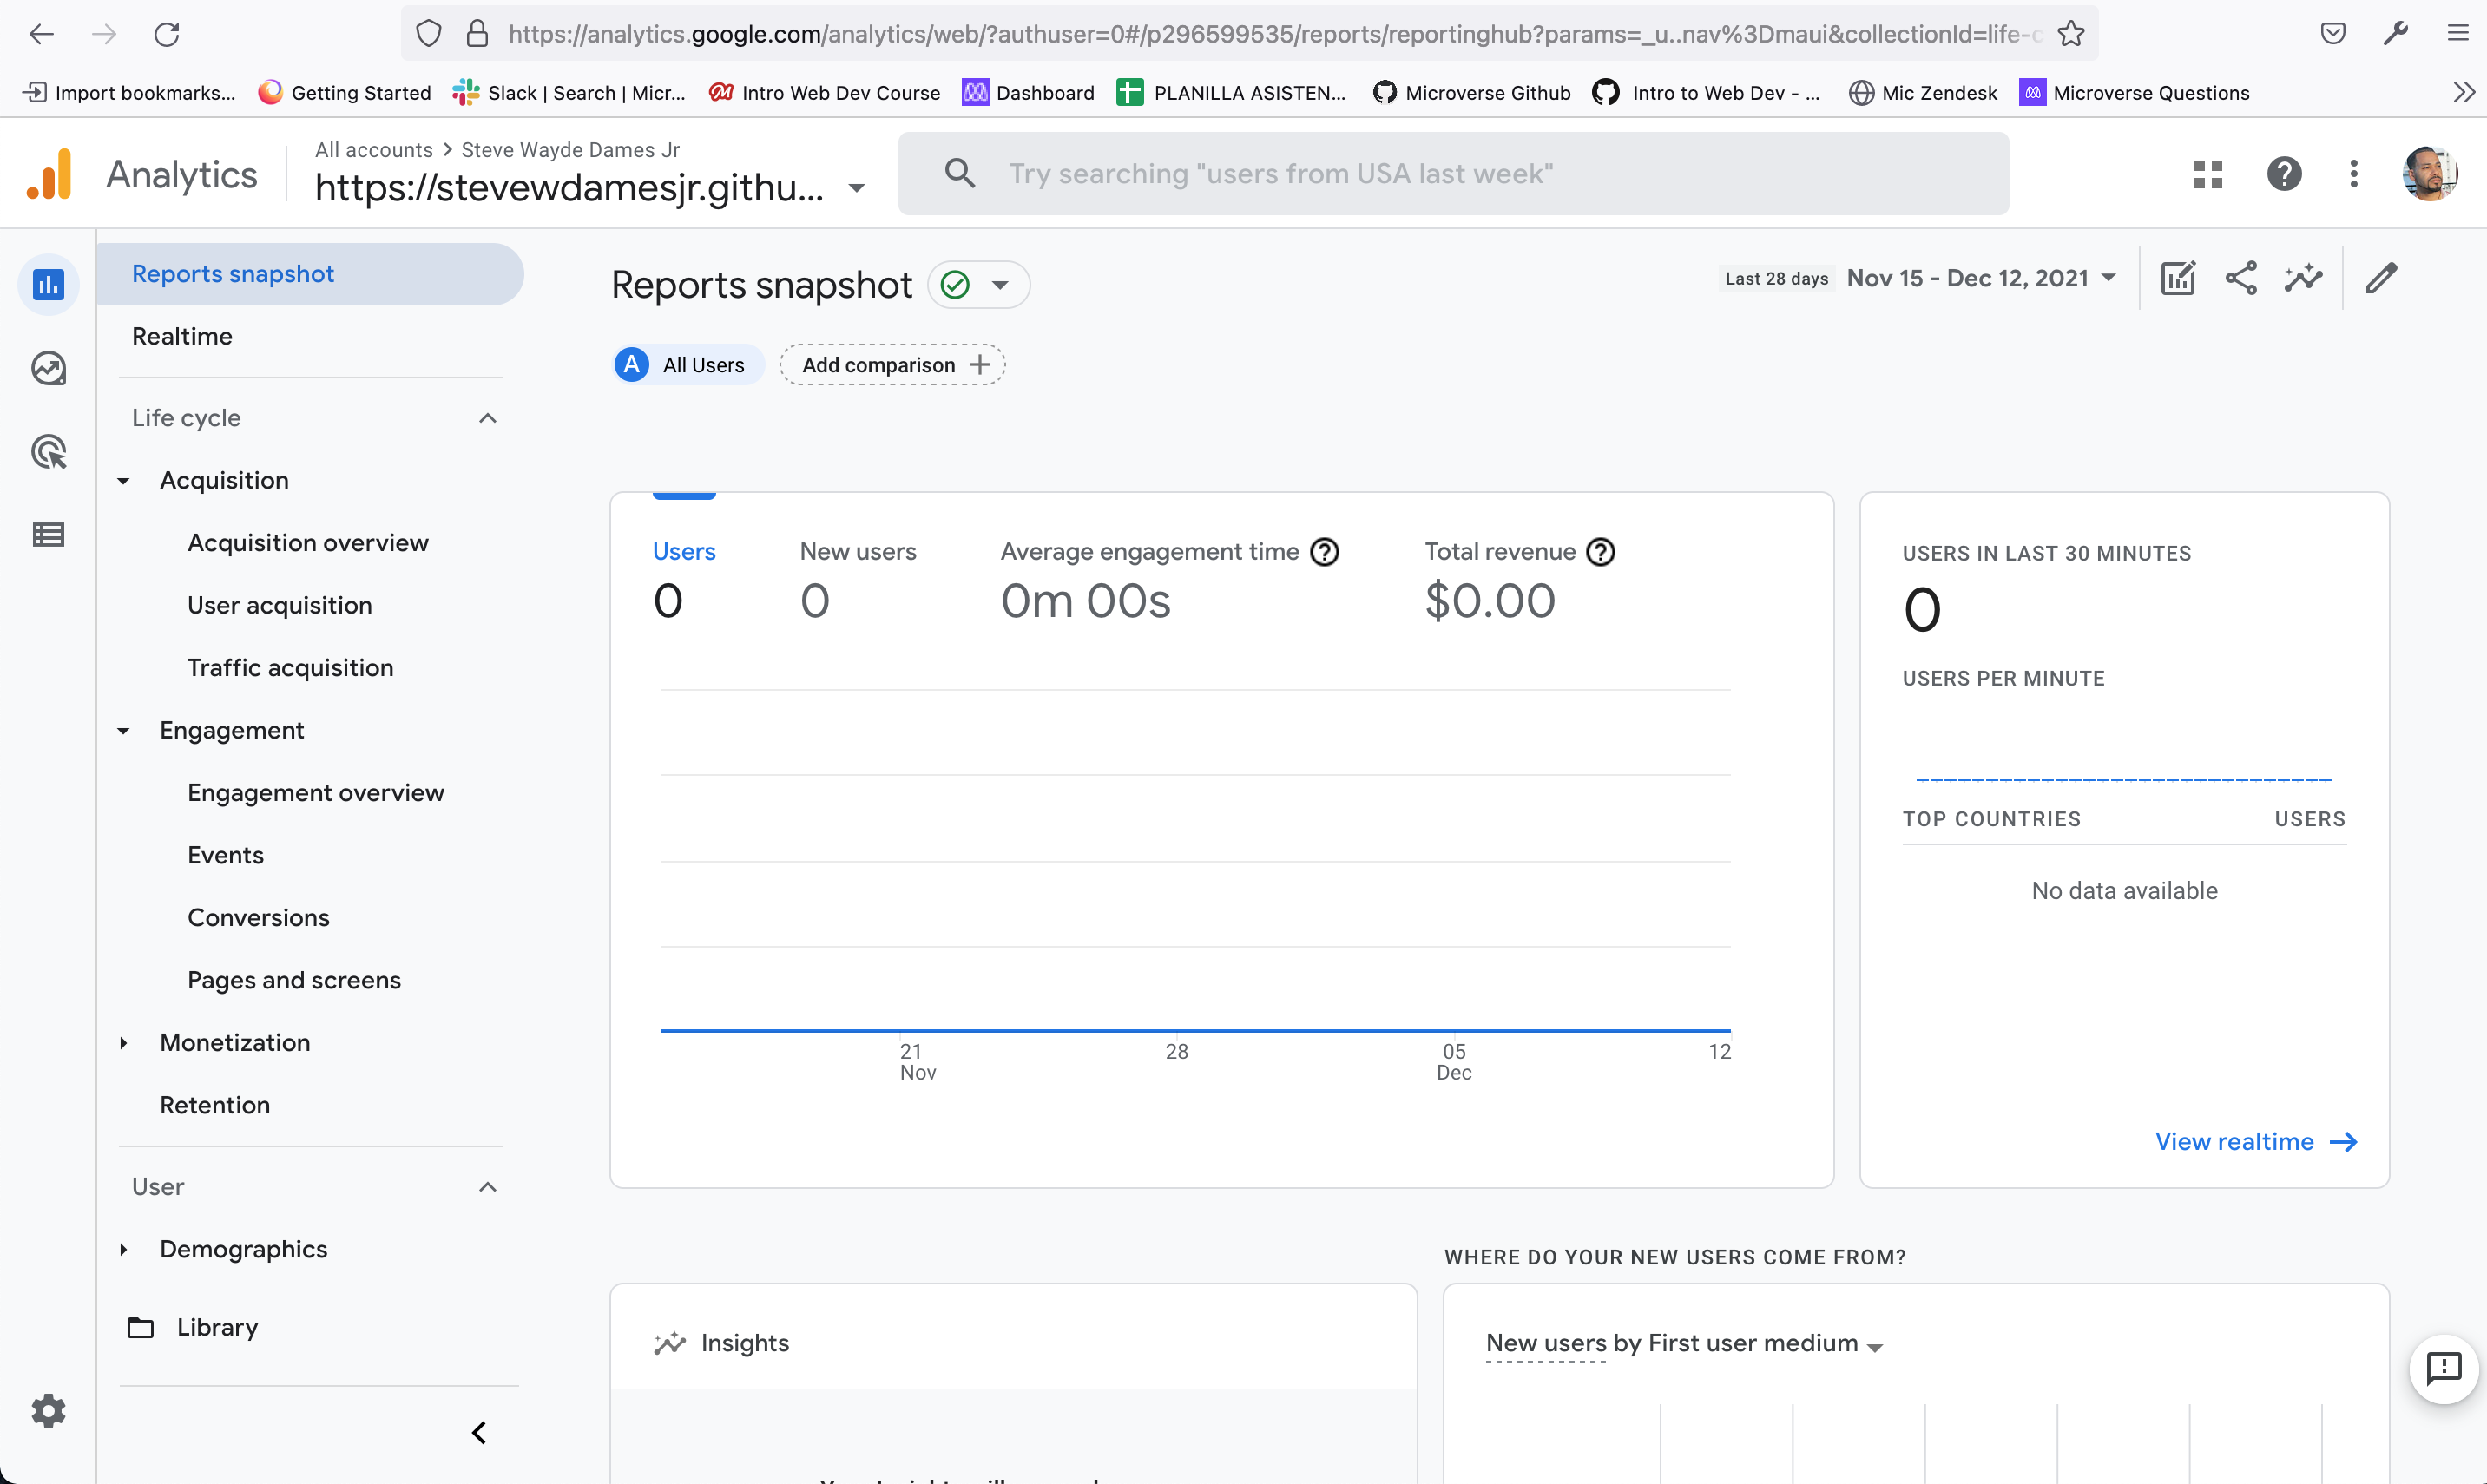 https://analytics.google.com/analytics/web/?authuser=0#/p296599535/reports/reportinghub?params=_u..nav%3Dmaui&collectionId=life-c
Import bookmarks... Getting Started Slack | Search | Micr... Intro Web Dev Course Dashboard PLANILLA ASISTEN... Microverse Github Intro to Web Dev - ... Mic Zendesk Microverse Questions
Analytics
All accounts > Steve Wayde Dames Jr
https://stevewdamesjr.githu...
Try searching "users from USA last week"
Reports snapshot
Realtime
Life cycle
Acquisition
Acquisition overview
User acquisition
Traffic acquisition
Engagement
Engagement overview
Events
Conversions
Pages and screens
Monetization
Retention
User
Demographics
Library
Reports snapshot
Last 28 days Nov 15 - Dec 12, 2021
A All Users
Add comparison +
Users
0
New users
0
Average engagement time
0m 00s
Total revenue
$0.00
21 28 05 12
Nov Dec
USERS IN LAST 30 MINUTES
0
USERS PER MINUTE
TOP COUNTRIES USERS
No data available
View realtime
Insights
WHERE DO YOUR NEW USERS COME FROM?
New users by First user medium